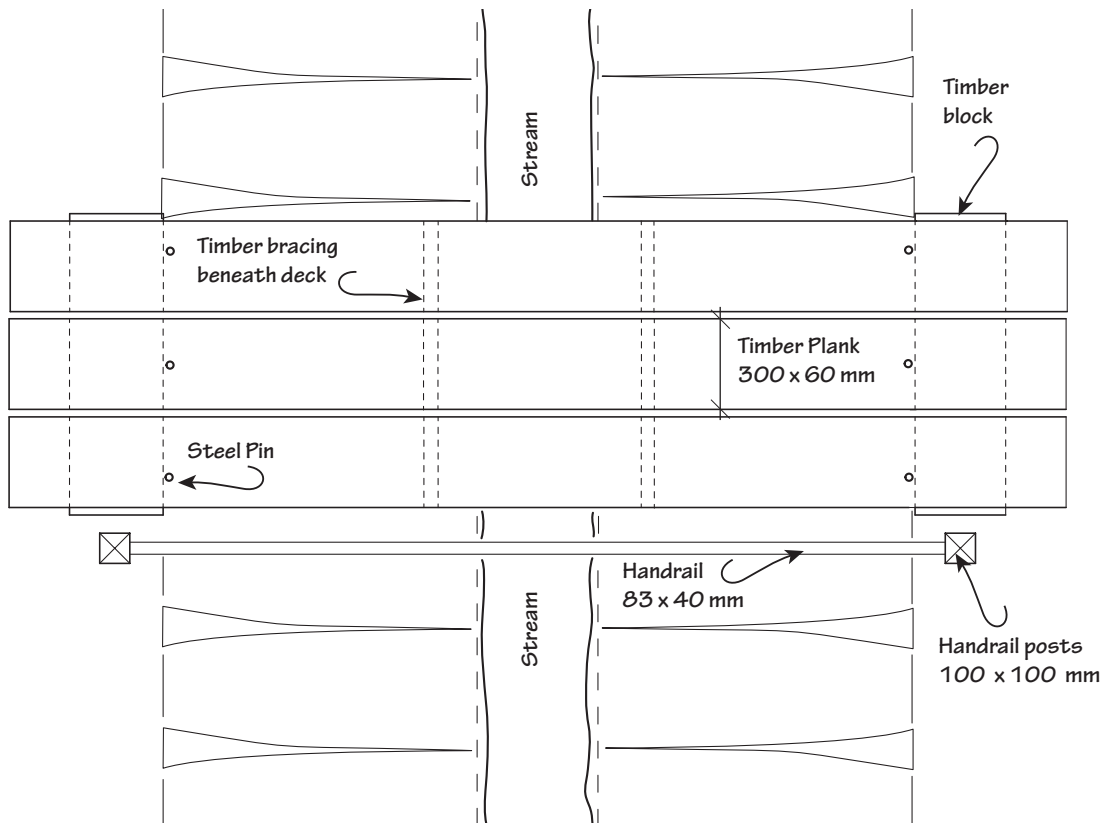 Timber
block
Stream
Timber bracing
beneath deck
Timber Plank
300 x 60 mm
Steel Pin
Handrail
83 x 40 mm
Stream
Handrail posts
100 x 100 mm